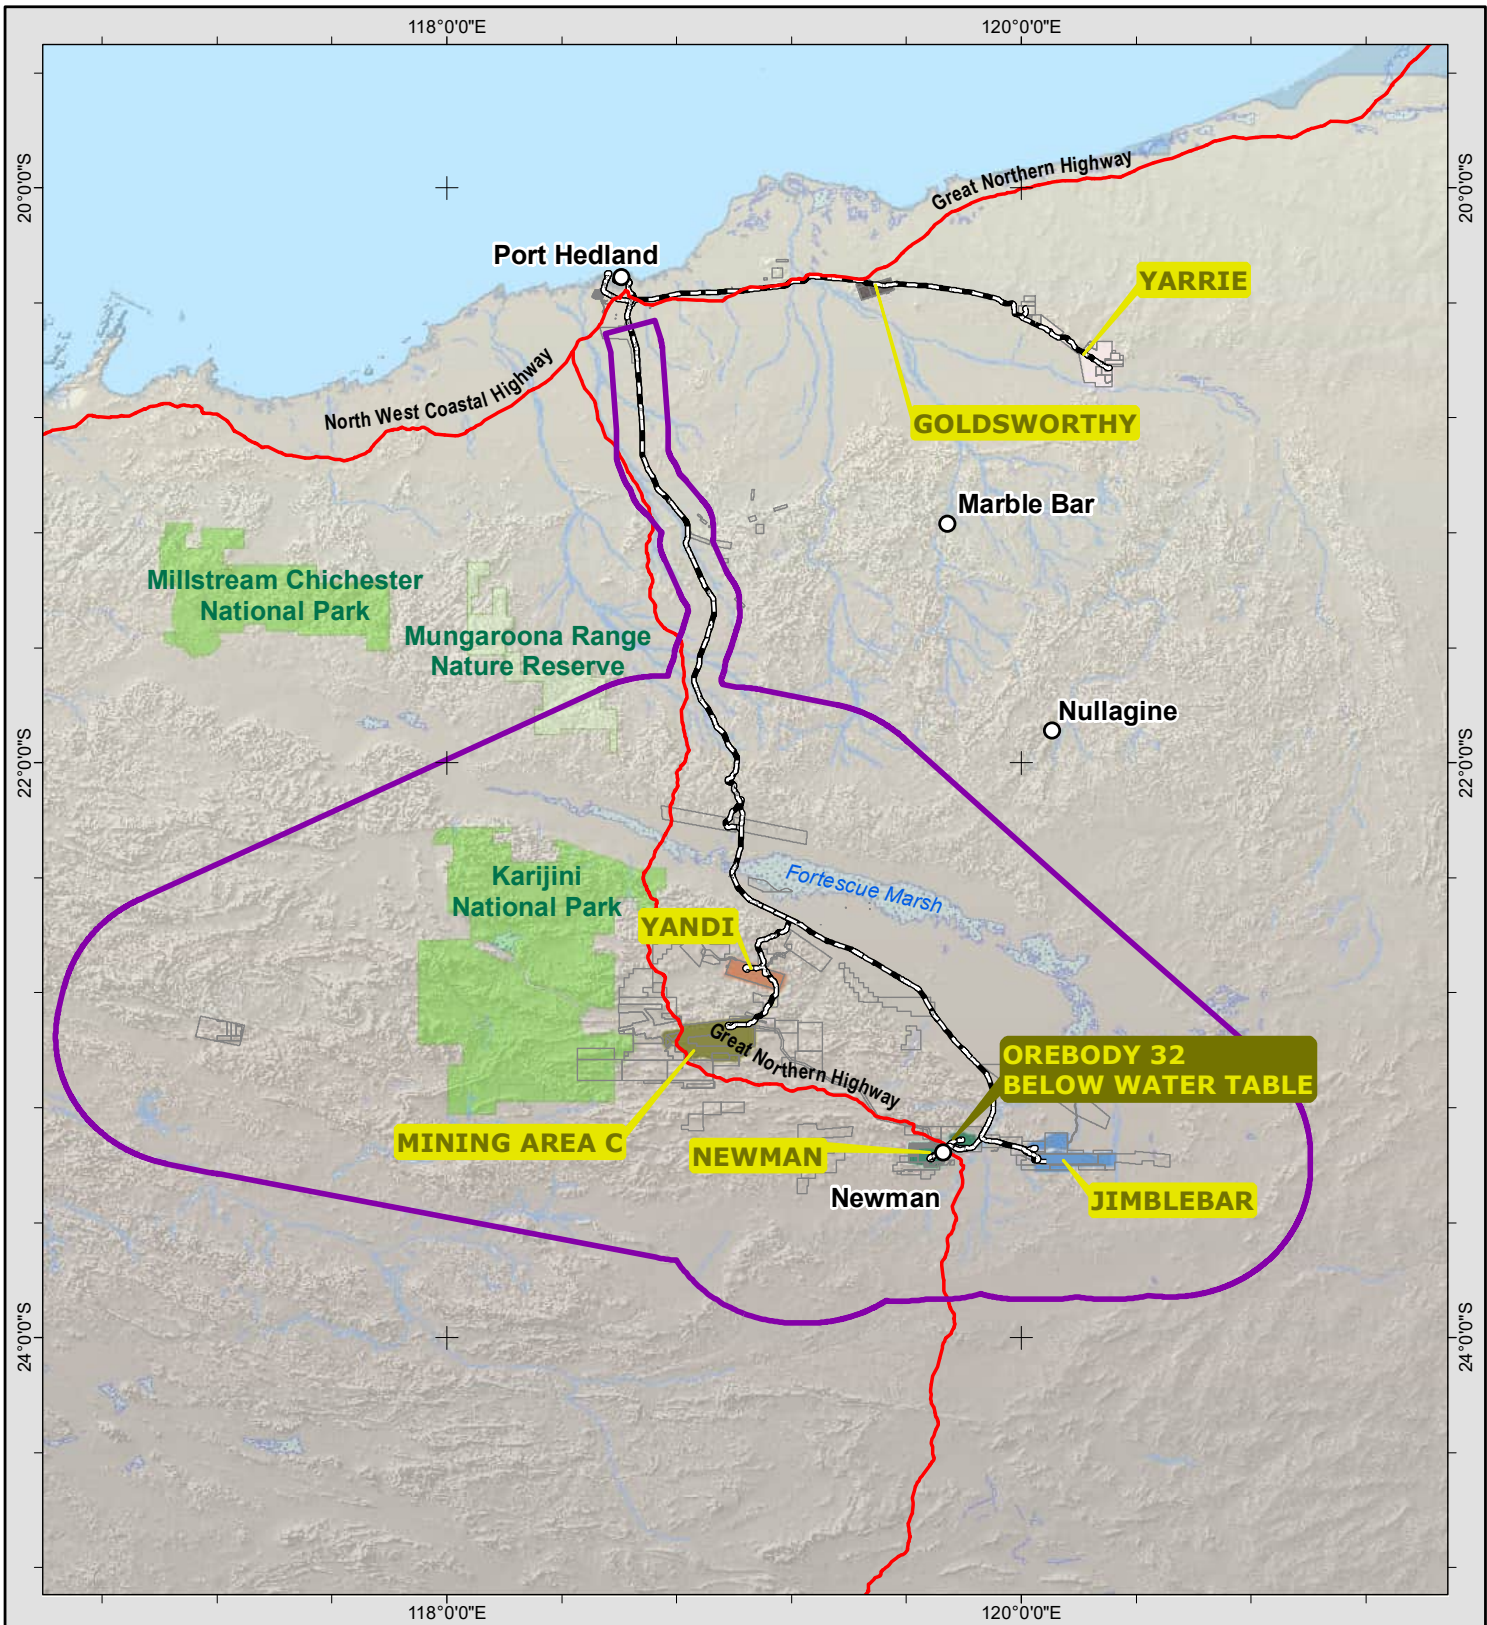 118°0'0"E
120°0'0"E
20°0'0"S
20°0'0"S
Great Northern Highway
Port Hedland
YARRIE
North West Coastal Highway
GOLDSWORTHY
Marble Bar
Millstream Chichester
National Park
Mungaroona Range
Nature Reserve
Nullagine
22°0'0"S
22°0'0"S
Karijini
National Park
Fortescue Marsh
YANDI
Great Northern Highway
OREBODY 32
BELOW WATER TABLE
MINING AREA C
NEWMAN
Newman
JIMBLEBAR
24°0'0"S
24°0'0"S
118°0'0"E
120°0'0"E